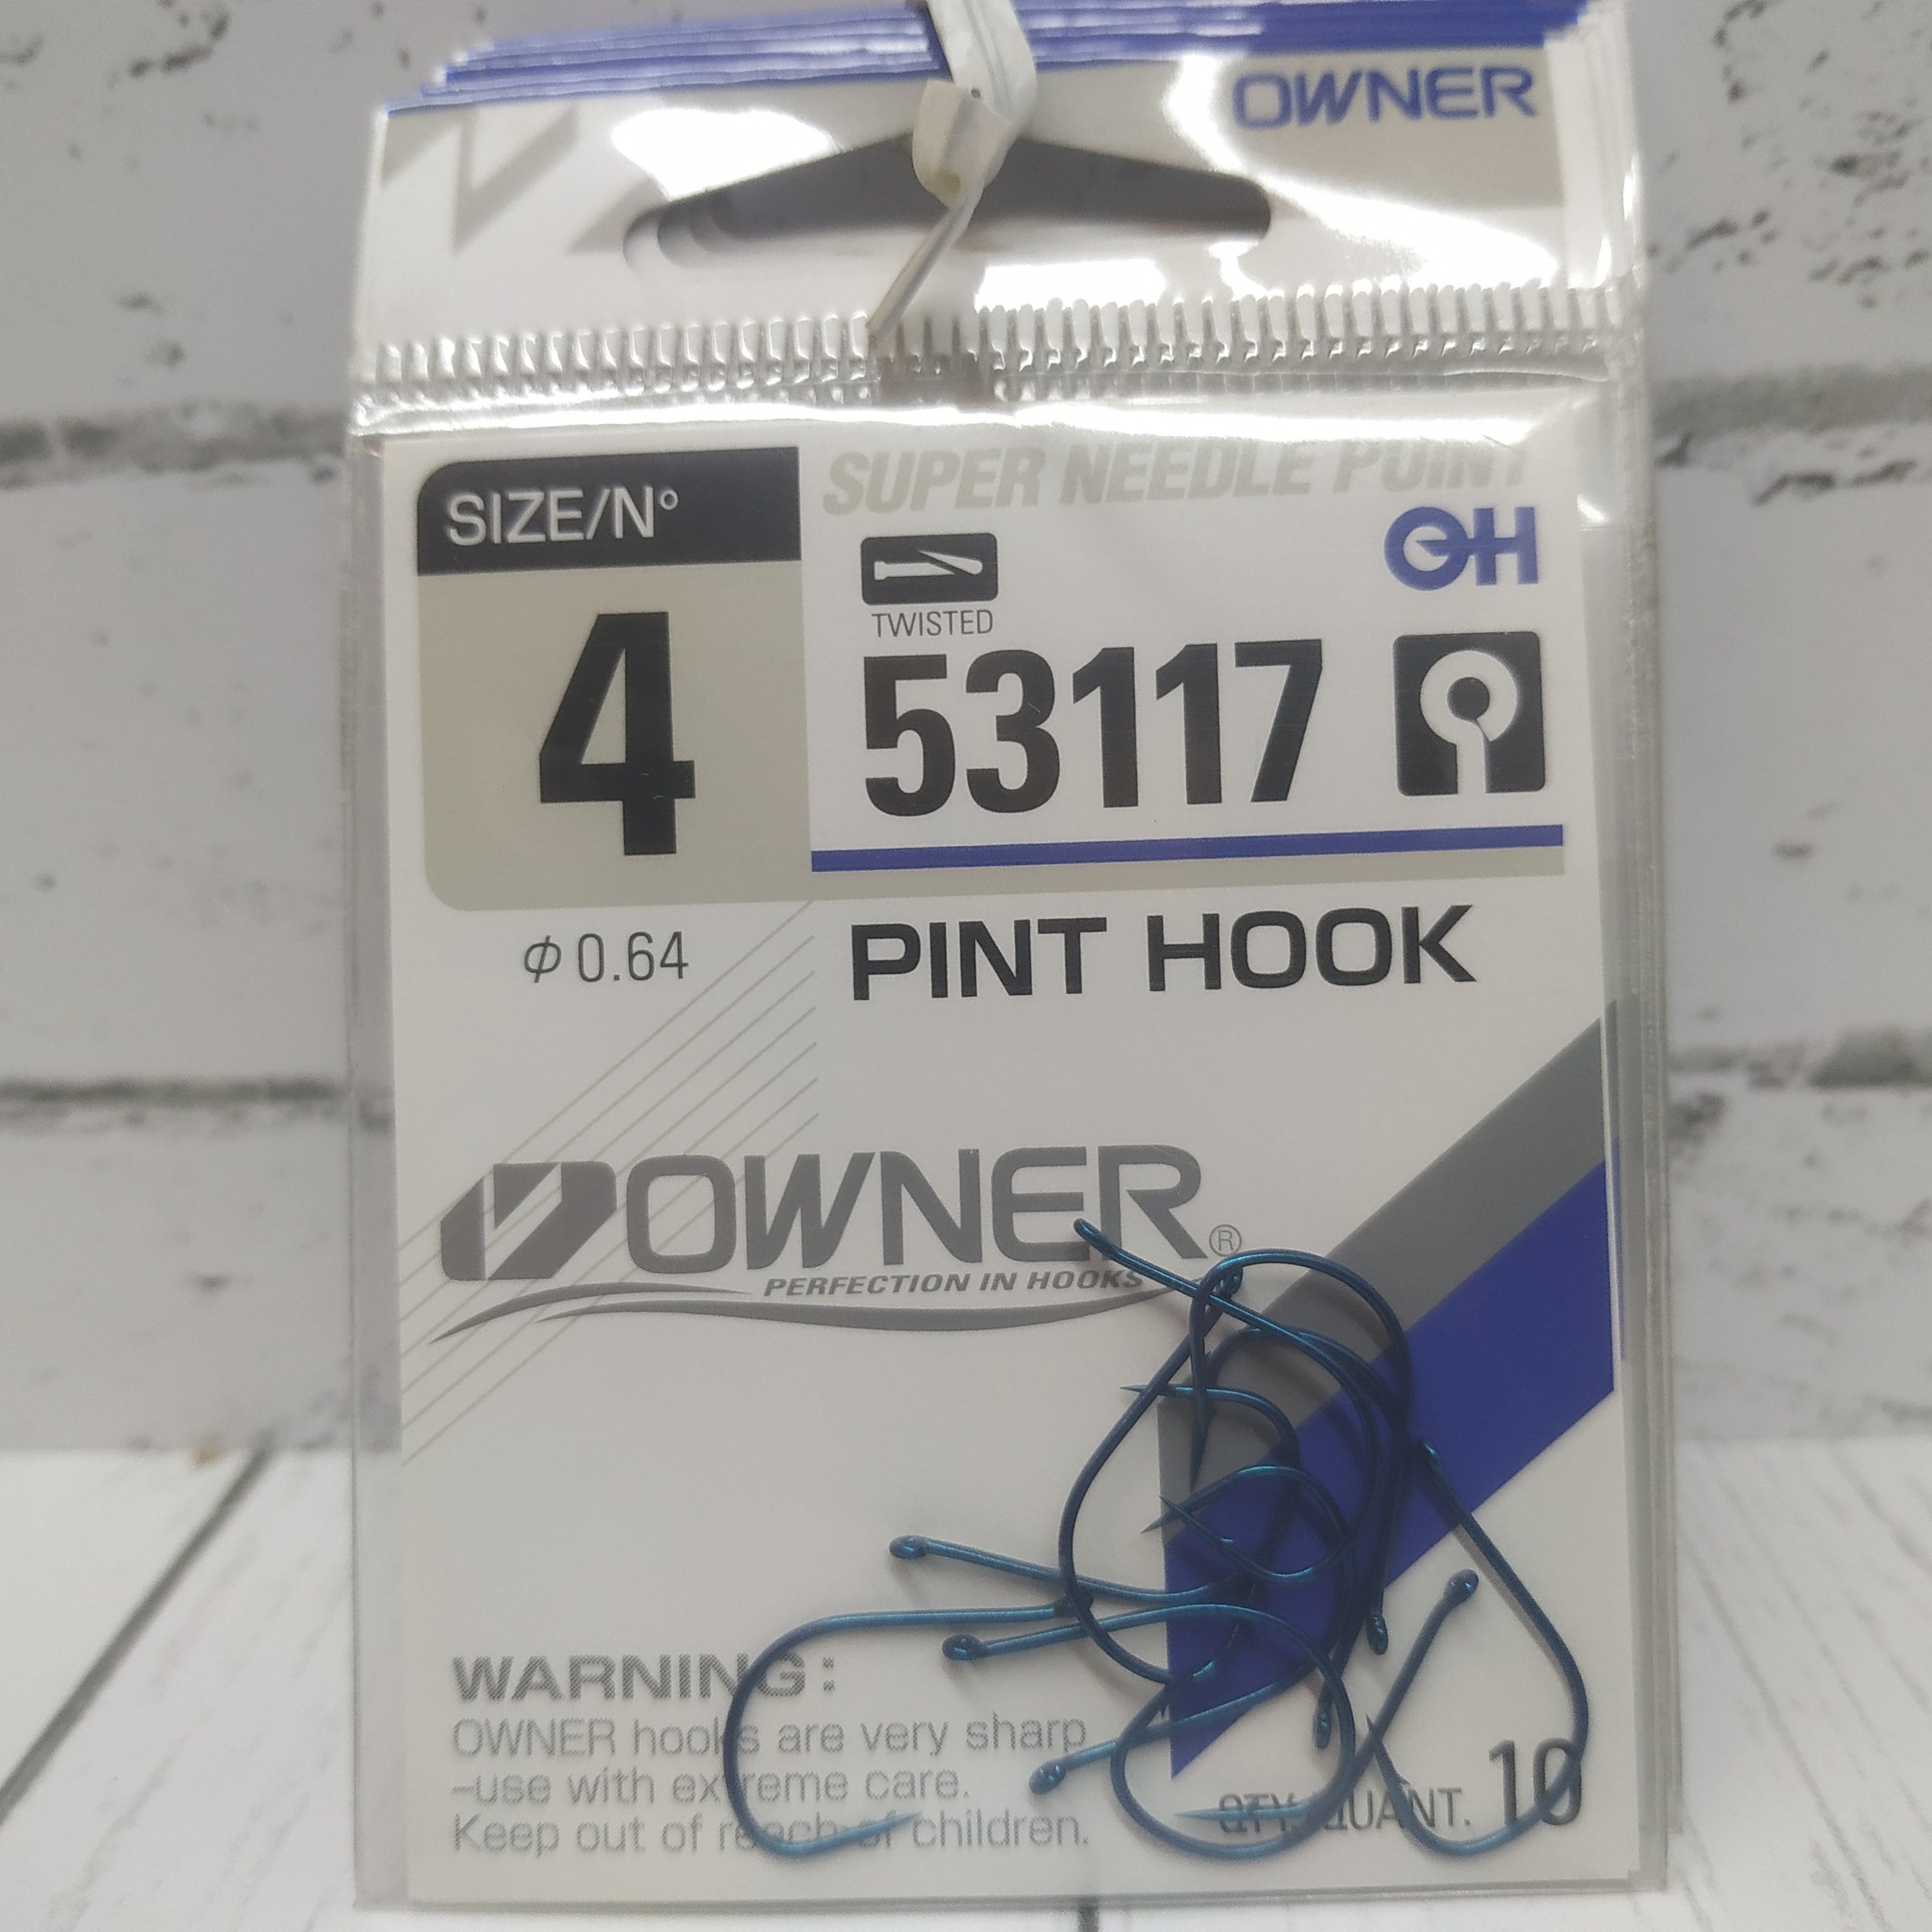 OWNER
SIZE/N°
SUPER NEEDLE POINT
OH
TWISTED
4
53117
φ0.64
PINT HOOK
OWNER®
PERFECTION IN HOOKS
WARNING:
OWNER hooks are very sharp
-use with extreme care.
Keep out of reach of children.
QTY./QUANT. 10